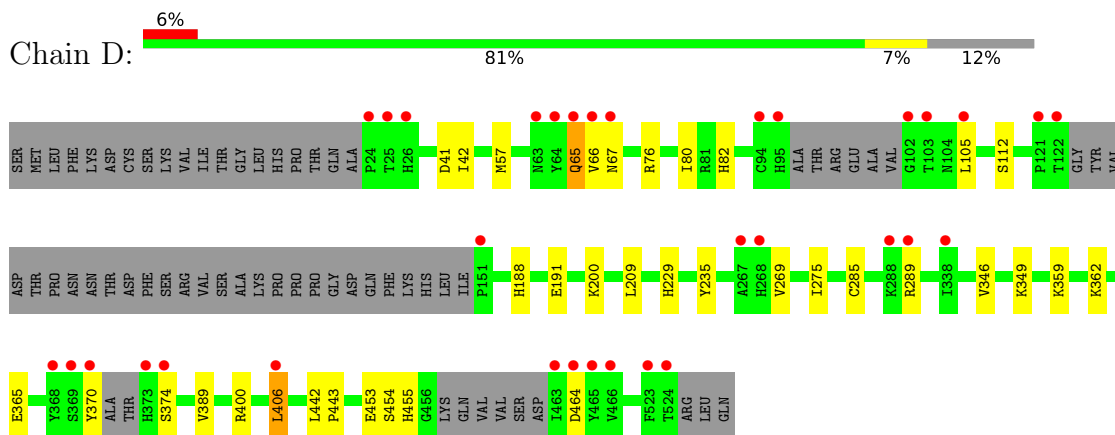 6%
Chain D:
81% 7% 12%
SER MET LEU PHE LYS ASP CYS SER LYS VAL ILE THR GLY LEU HIS PRO THR GLN ALA P24 T25 H26 D41 I42 M57 N63 Y64 Q65 V66 N67 R76 I80 R81 H82 C94 H95 ALA THR ARG GLU ALA VAL G102 T103 N104 L105 S112 P121 T122 GLY TYR VAL
ASP THR PRO ASN ASN THR ASP PHE SER ARG VAL SER ALA LYS PRO PRO PRO GLY ASP GLN PHE LYS HIS LEU ILE P151 H188 E191 K200 L209 H229 Y235 A267 H268 V269 I275 C285 K288 R289 I338 V346 K349 K359 K362
E365 Y368 S369 Y370 ALA THR H373 S374 V389 R400 L406 L442 P443 E453 S454 H455 G456 LYS GLN VAL VAL SER ASP I463 D464 Y465 V466 F523 T524 ARG LEU GLN